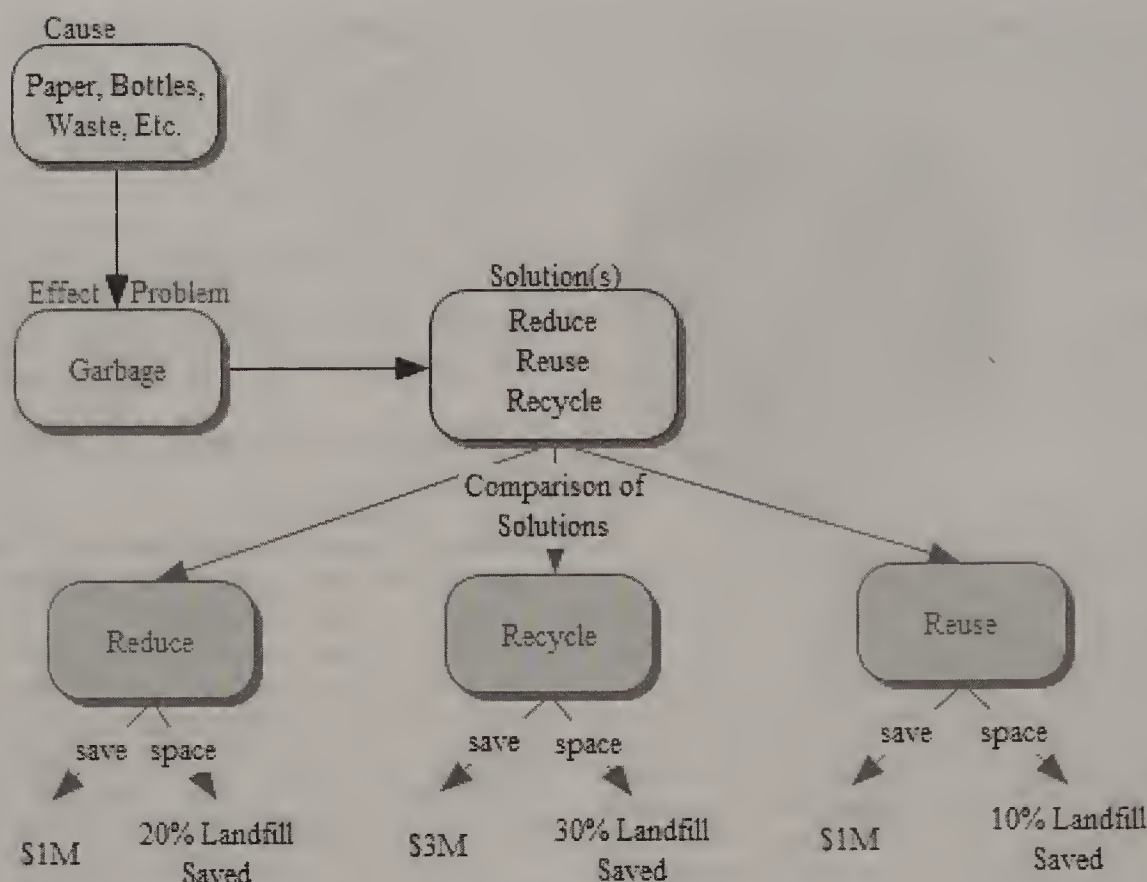 Cause
Paper, Bottles,
Waste, Etc.
Effect Problem
Garbage
Solution(s)
Reduce
Reuse
Recycle
Comparison of
Solutions
Reduce
Recycle
Reuse
save space
save space
save space
$1M
20% Landfill
Saved
$3M
30% Landfill
Saved
$1M
10% Landfill
Saved